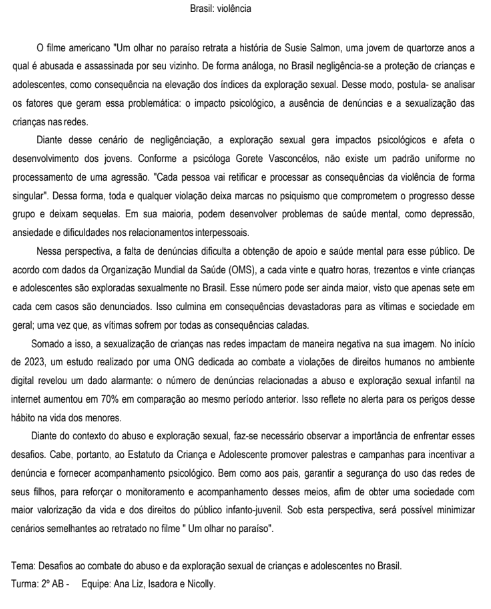 Brasil: violência
O filme americano "Um olhar no paraíso retrata a história de Susie Salmon, uma jovem de quartorze anos a
qual é abusada e assassinada por seu vizinho. De forma análoga, no Brasil negligência-se a proteção de crianças e
adolescentes, como consequência na elevação dos índices da exploração sexual. Desse modo, postula- se analisar
os fatores que geram essa problemática: o impacto psicológico, a ausência de denúncias e a sexualização das
crianças nas redes.
Diante desse cenário de negligênciação, a exploração sexual gera impactos psicológicos e afeta o
desenvolvimento dos jovens. Conforme a psicóloga Gorete Vasconcélos, não existe um padrão uniforme no
processamento de uma agressão. "Cada pessoa vai retificar e processar as consequências da violência de forma
singular". Dessa forma, toda e qualquer violação deixa marcas no psiquismo que comprometem o progresso desse
grupo e deixam sequelas. Em sua maioria, podem desenvolver problemas de saúde mental, como depressão,
ansiedade e dificuldades nos relacionamentos interpessoais.
Nessa perspectiva, a falta de denúncias dificulta a obtenção de apoio e saúde mental para esse público. De
acordo com dados da Organização Mundial da Saúde (OMS), a cada vinte e quatro horas, trezentos e vinte crianças
e adolescentes são exploradas sexualmente no Brasil. Esse número pode ser ainda maior, visto que apenas sete em
cada cem casos são denunciados. Isso culmina em consequências devastadoras para as vítimas e sociedade em
geral; uma vez que, as vítimas sofrem por todas as consequências caladas.
Somado a isso, a sexualização de crianças nas redes impactam de maneira negativa na sua imagem. No início
de 2023, um estudo realizado por uma ONG dedicada ao combate a violações de direitos humanos no ambiente
digital revelou um dado alarmante: o número de denúncias relacionadas a abuso e exploração sexual infantil na
internet aumentou em 70% em comparação ao mesmo período anterior. Isso reflete no alerta para os perigos desse
hábito na vida dos menores.
Diante do contexto do abuso e exploração sexual, faz-se necessário observar a importância de enfrentar esses
desafios. Cabe, portanto, ao Estatuto da Criança e Adolescente promover palestras e campanhas para incentivar a
denúncia e fornecer acompanhamento psicológico. Bem como aos pais, garantir a segurança do uso das redes de
seus filhos, para reforçar o monitoramento e acompanhamento desses meios, afim de obter uma sociedade com
maior valorização da vida e dos direitos do público infanto-juvenil. Sob esta perspectiva, será possível minimizar
cenários semelhantes ao retratado no filme " Um olhar no paraíso".
Tema: Desafios ao combate do abuso e da exploração sexual de crianças e adolescentes no Brasil.
Turma: 2º AB - Equipe: Ana Liz, Isadora e Nicolly.